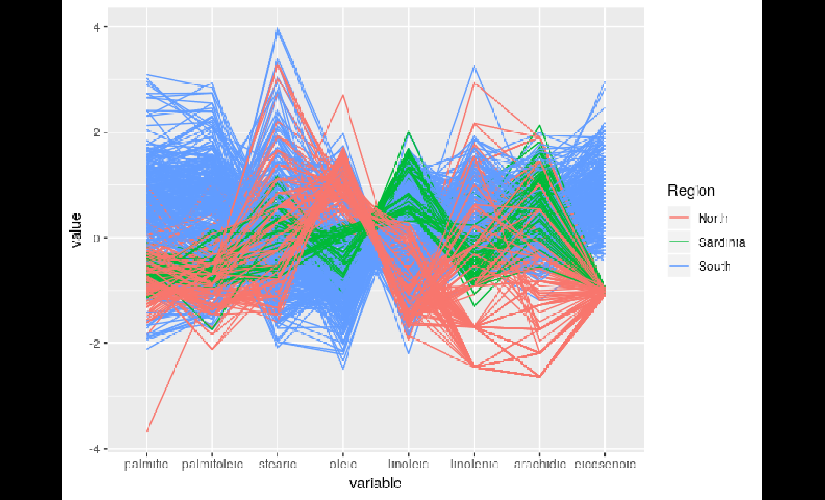 4
2
0
-2
-4
value
palmitic palmitoleic stearic oleic linoleic linolenic arachidic eicosenoic
variable
Region
North
Sardinia
South